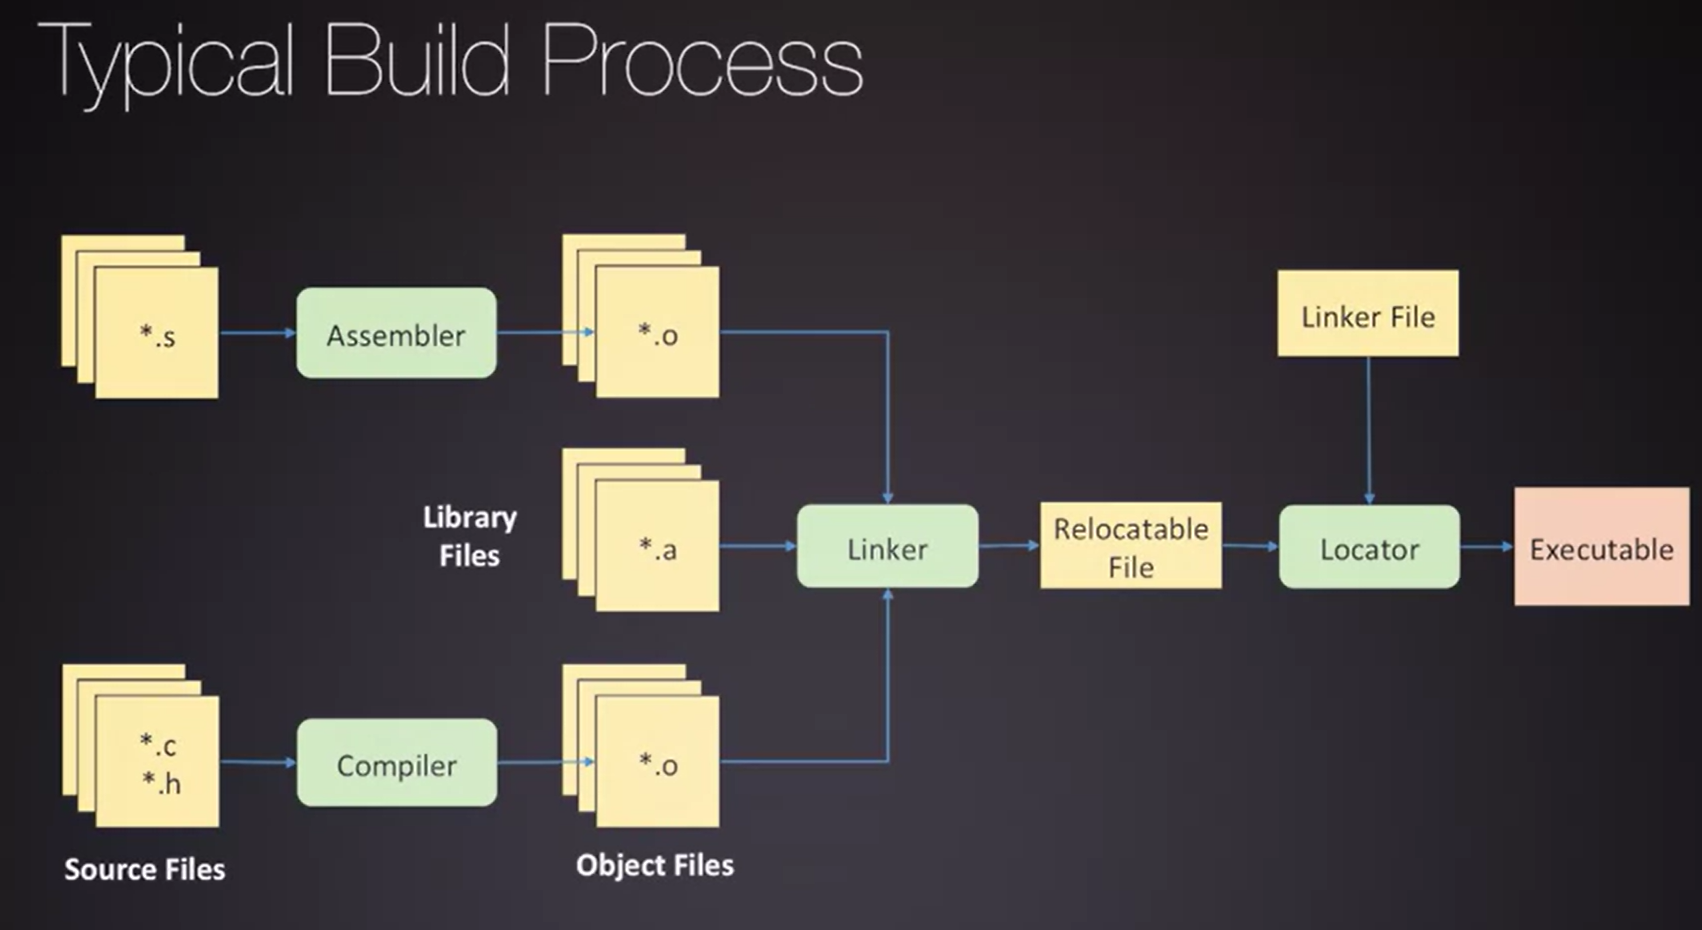 Typical Build Process
*.s
Assembler
*.o
Linker File
Library
Files
*.a
Linker
Relocatable
File
Locator
Executable
*.c
*.h
Compiler
*.o
Source Files
Object Files